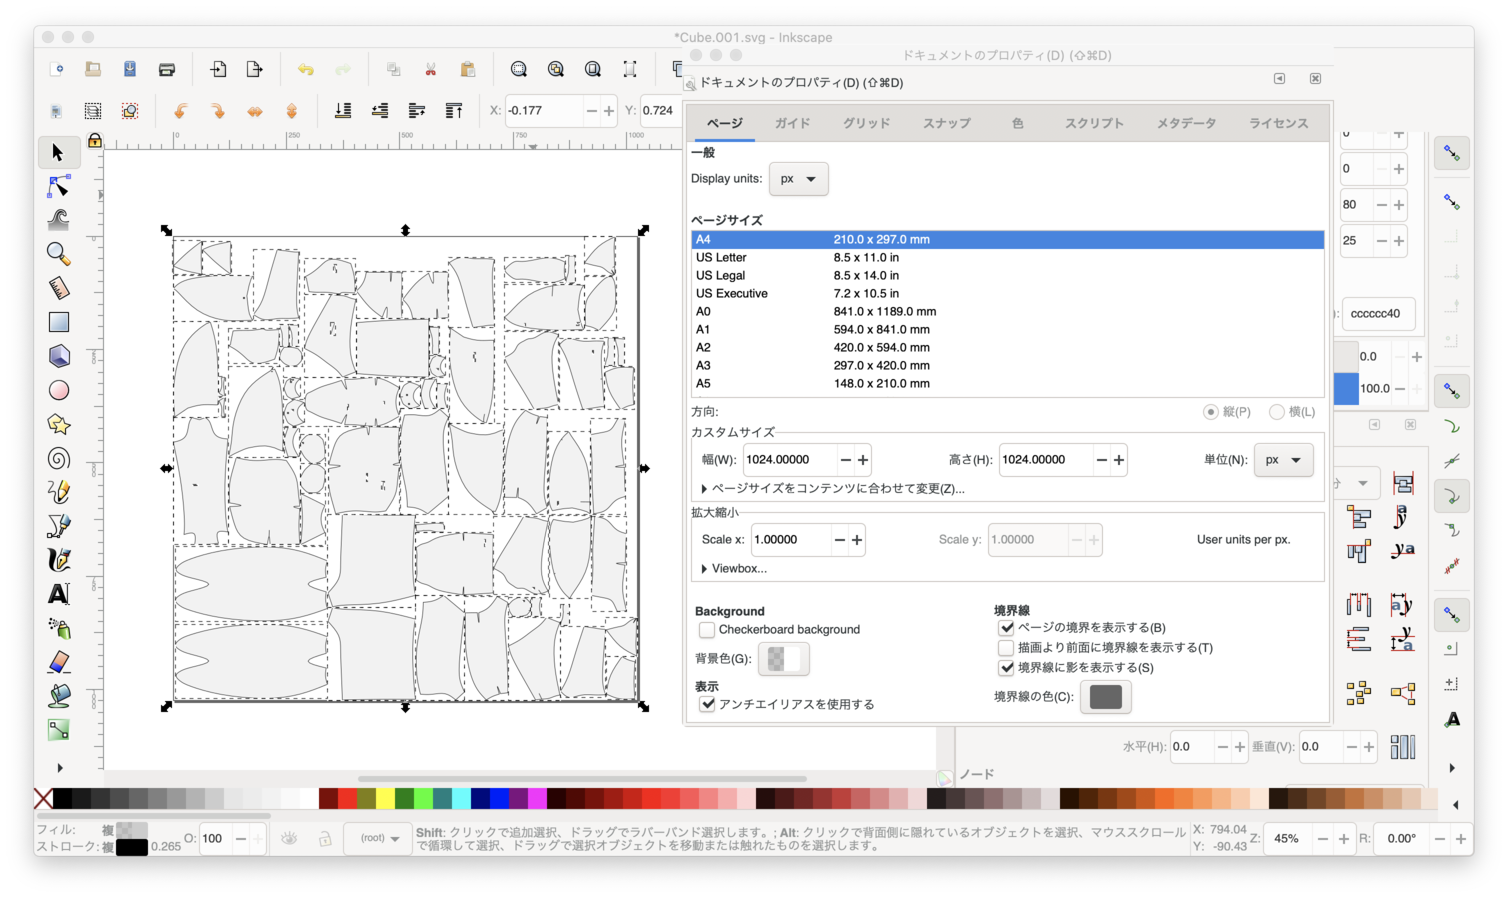 *Cube.001.svg - Inkscape
ドキュメントのプロパティ(D) (⇧⌘D)
ドキュメントのプロパティ(D) (⇧⌘D)
X: -0.177
Y: 0.724
ページ
ガイド
グリッド
スナップ
色
スクリプト
メタデータ
ライセンス
0
250
500
750
1000
一般
Display units: px
ページサイズ
A4 210.0 x 297.0 mm
US Letter 8.5 x 11.0 in
US Legal 8.5 x 14.0 in
US Executive 7.2 x 10.5 in
A0 841.0 x 1189.0 mm
A1 594.0 x 841.0 mm
A2 420.0 x 594.0 mm
A3 297.0 x 420.0 mm
A5 148.0 x 210.0 mm
方向:
縦(P)
横(L)
カスタムサイズ
幅(W): 1024.00000
高さ(H): 1024.00000
単位(N): px
ページサイズをコンテンツに合わせて変更(Z)...
拡大縮小
Scale x: 1.00000
Scale y: 1.00000
User units per px.
Viewbox...
Background
Checkerboard background
背景色(G):
表示
アンチエイリアスを使用する
境界線
ページの境界を表示する(B)
描画より前面に境界線を表示する(T)
境界線に影を表示する(S)
境界線の色(C):
0
0
80
25
cccccc40
0.0
100.0
水平(H): 0.0
垂直(V): 0.0
ノード
フィル: 複
ストローク: 複 0.265
O: 100
(root)
Shift: クリックで追加選択、ドラッグでラバーバンド選択します。; Alt: クリックで背面側に隠れているオブジェクトを選択、マウススクロール
で循環して選択、ドラッグで選択オブジェクトを移動または触れたものを選択します。
X: 794.04
Y: -90.43
Z: 45%
R: 0.00°